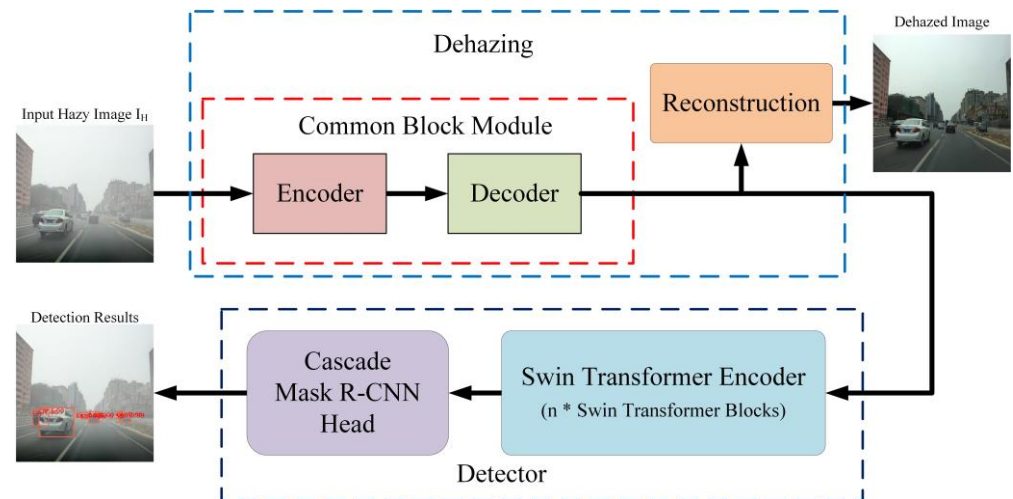 Dehazed Image
Dehazing
Reconstruction
Input Hazy Image I_H
Common Block Module
Encoder
Decoder
Detection Results
Cascade
Mask R-CNN
Head
Swin Transformer Encoder
(n * Swin Transformer Blocks)
Detector